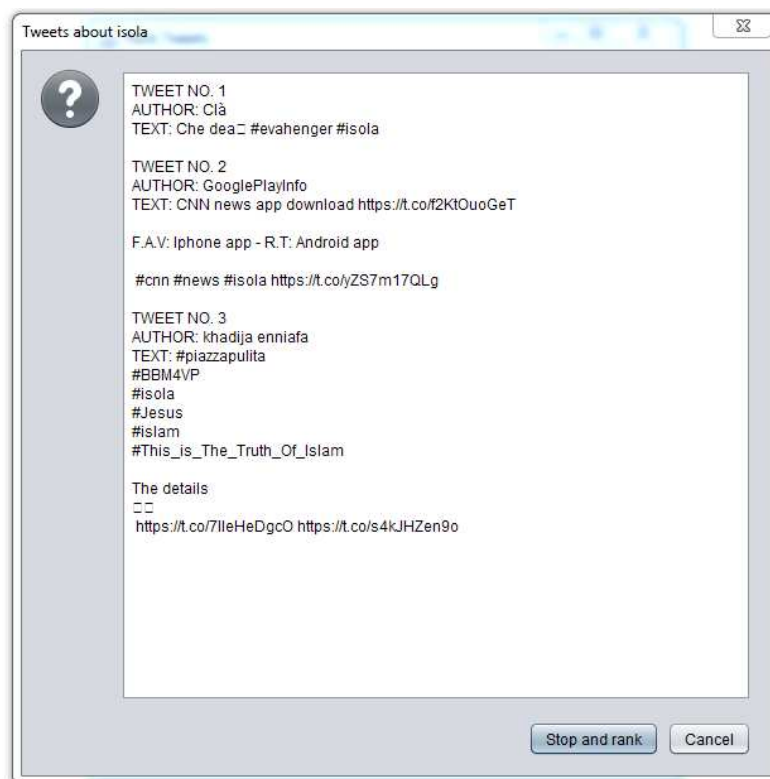 Tweets about isola
TWEET NO. 1
AUTHOR: Clà
TEXT: Che dea□ #evahenger #isola
TWEET NO. 2
AUTHOR: GooglePlayInfo
TEXT: CNN news app download https://t.co/f2KtOuoGeT
F.A.V: Iphone app - R.T: Android app
#cnn #news #isola https://t.co/yZS7m17QLg
TWEET NO. 3
AUTHOR: khadija enniafa
TEXT: #piazzapulita
#BBM4VP
#isola
#Jesus
#islam
#This_is_The_Truth_Of_Islam
The details
□□
https://t.co/7IleHeDgcO https://t.co/s4kJHZen9o
Stop and rank Cancel